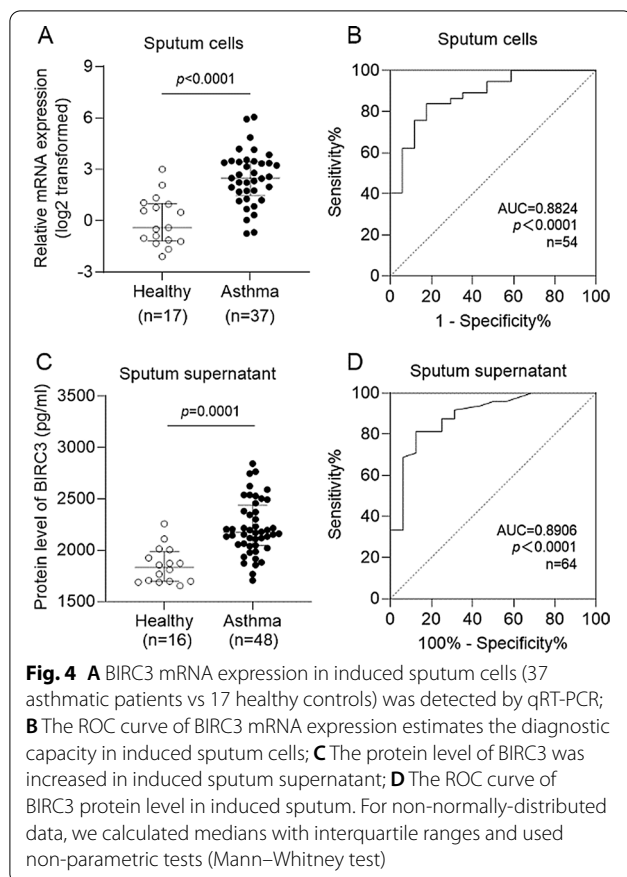 A
Sputum cells
p<0.0001
Relative mRNA expression
(log2 transformed)
9
6
3
0
-3
Healthy
(n=17)
Asthma
(n=37)
B
Sputum cells
Sensitivity%
100
80
60
40
20
0
AUC=0.8824
p<0.0001
n=54
0 20 40 60 80 100
1 - Specificity%
C
Sputum supernatant
p=0.0001
Protein level of BIRC3 (pg/ml)
3500
3000
2500
2000
1500
Healthy
(n=16)
Asthma
(n=48)
D
Sputum supernatant
Sensitivity%
100
80
60
40
20
0
AUC=0.8906
p<0.0001
n=64
0 20 40 60 80 100
100% - Specificity%
Fig. 4 A BIRC3 mRNA expression in induced sputum cells (37
asthmatic patients vs 17 healthy controls) was detected by qRT-PCR;
B The ROC curve of BIRC3 mRNA expression estimates the diagnostic
capacity in induced sputum cells; C The protein level of BIRC3 was
increased in induced sputum supernatant; D The ROC curve of
BIRC3 protein level in induced sputum. For non-normally-distributed
data, we calculated medians with interquartile ranges and used
non-parametric tests (Mann–Whitney test)